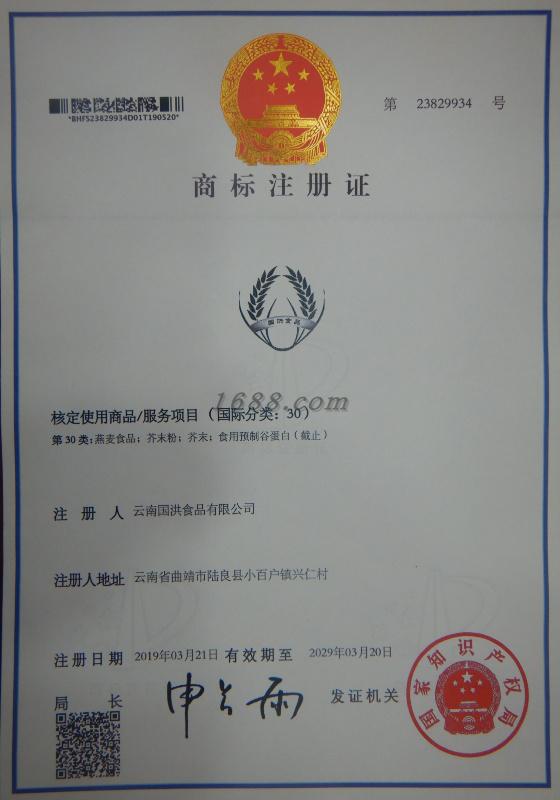 *BHFS23829934D01T190520*
第 23829934 号
商标注册证
国洪食品
1688.com
核定使用商品/服务项目（国际分类：30）
第30类：燕麦食品；芥末粉；芥末；食用预制谷蛋白（截止）
注册人 云南国洪食品有限公司
注册人地址 云南省曲靖市陆良县小百户镇兴仁村
注册日期 2019年03月21日 有效期至 2029年03月20日
局长 申长雨 发证机关
国家知识产权局